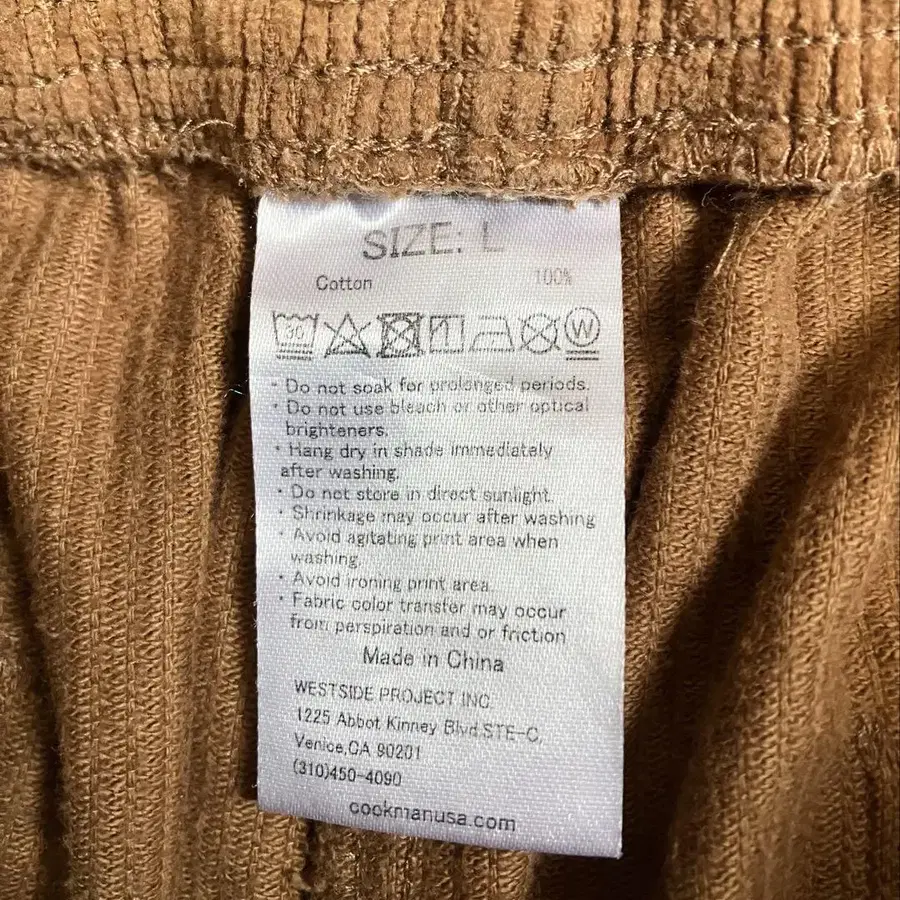 SIZE: L
Cotton 100%
30 W
· Do not soak for prolonged periods.
· Do not use bleach or other optical
brighteners.
· Hang dry in shade immediately
after washing.
· Do not store in direct sunlight.
· Shrinkage may occur after washing
· Avoid agitating print area when
washing.
· Avoid ironing print area.
· Fabric color transfer may occur
from perspiration and or friction
Made in China
WESTSIDE PROJECT INC.
1225 Abbot Kinney Blvd.STE-C,
Venice,CA 90201
(310)450-4090
cookmanusa.com